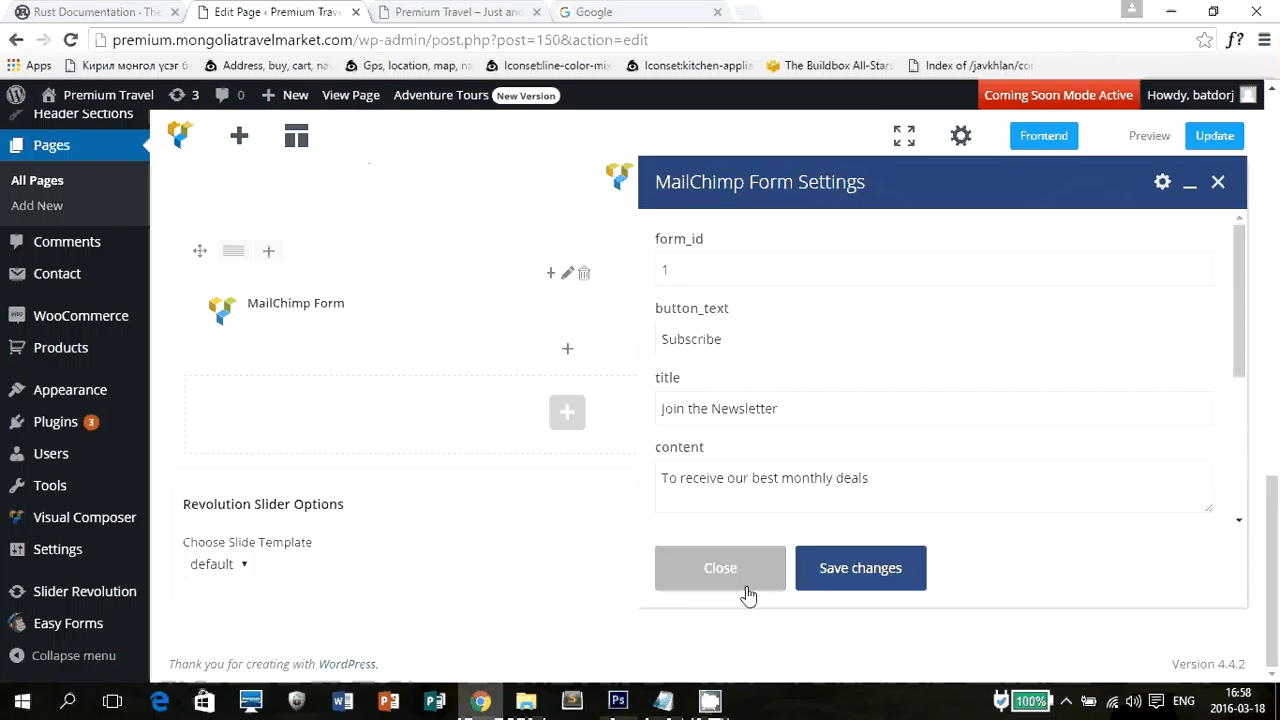 Rust Documentation - The
Edit Page ‹ Premium Trave
Premium Travel – Just ano
Google
premium.mongoliatravelmarket.com/wp-admin/post.php?post=150&action=edit
f?
Apps
Кирил монгол үсэг б
Address, buy, cart, na
Gps, location, map, na
Iconset:line-color-mix
Iconset:kitchen-applia
The Buildbox All-Stars
Index of /javkhlan/cor
Premium Travel
3
0
New
View Page
Adventure Tours
New Version
Coming Soon Mode Active
Howdy, batdorj
Header Sections
Pages
All Pages
Add New
Comments
Contact
WooCommerce
Products
Appearance
Plugins 3
Users
Tools
Visual Composer
Settings
Slider Revolution
Easy Forms
Collapse menu
Frontend
Preview
Update
MailChimp Form
Revolution Slider Options
Choose Slide Template
default
MailChimp Form Settings
form_id
1
button_text
Subscribe
title
Join the Newsletter
content
To receive our best monthly deals
Close
Save changes
Thank you for creating with WordPress.
Version 4.4.2
Ps
100%
ENG
16:58
2016-03-18